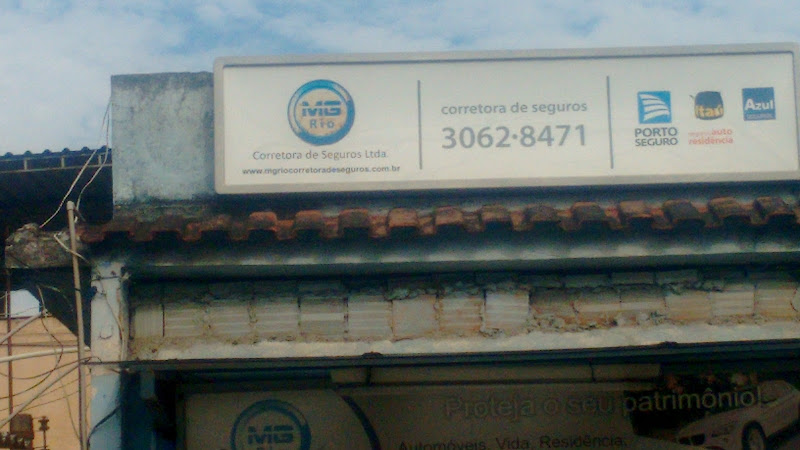 MG
Rio
Corretora de Seguros Ltda.
www.mgriocorretoradeseguros.com.br
corretora de seguros
3062-8471
PORTO
SEGURO
Itaú
auto
residência
Azul
SEGUROS
MG
Rio
Proteja o seu patrimônio!
Automóveis, Vida, Residência,